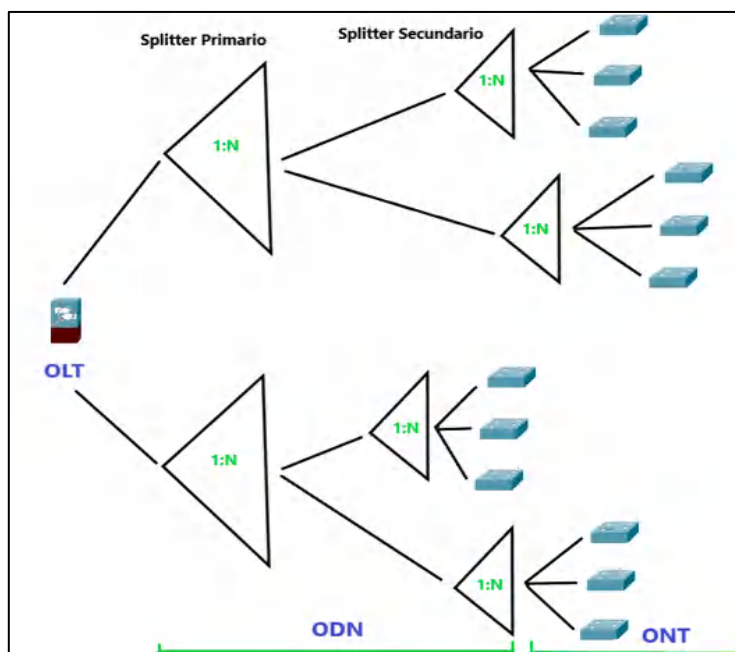 Splitter Primario
Splitter Secundario
1:N
1:N
1:N
OLT
1:N
1:N
1:N
ODN
ONT